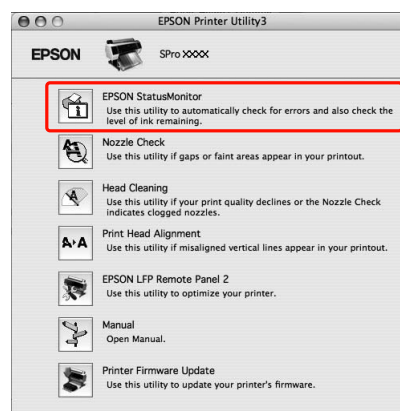 EPSON Printer Utility3
EPSON
SPro XXXX
EPSON StatusMonitor
Use this utility to automatically check for errors and also check the
level of ink remaining.
Nozzle Check
Use this utility if gaps or faint areas appear in your printout.
Head Cleaning
Use this utility if your print quality declines or the Nozzle Check
indicates clogged nozzles.
Print Head Alignment
Use this utility if misaligned vertical lines appear in your printout.
EPSON LFP Remote Panel 2
Use this utility to optimize your printer.
Manual
Open Manual.
Printer Firmware Update
Use this utility to update your printer's firmware.